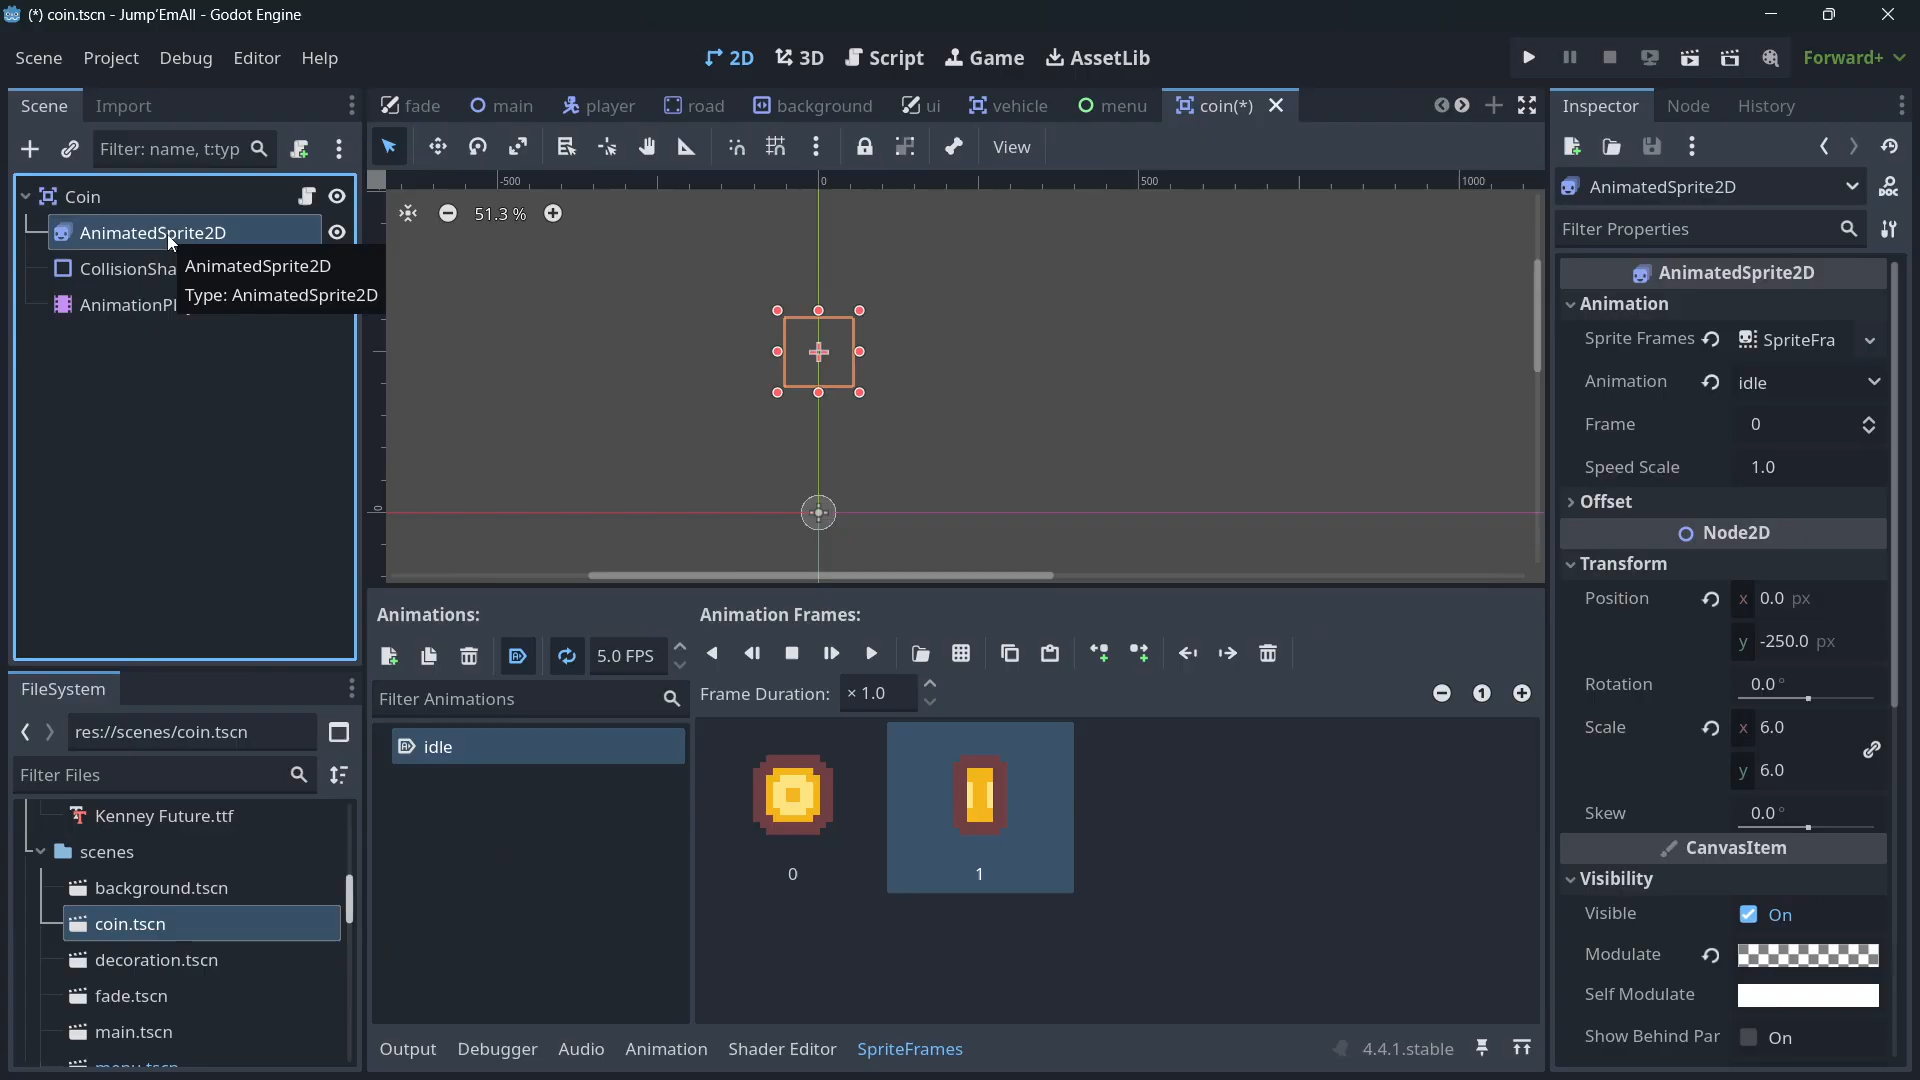 (*) coin.tscn - Jump'EmAll - Godot Engine
Scene Project Debug Editor Help
2D 3D Script Game AssetLib
Forward+
Scene Import
fade main player road background ui vehicle menu coin(*)
Inspector Node History
Filter: name, t:typ
View
Coin
AnimatedSprite2D
CollisionSha
AnimationPl
AnimatedSprite2D
Type: AnimatedSprite2D
-500 0 500 1000
51.3 %
0
AnimatedSprite2D
Filter Properties
AnimatedSprite2D
Animation
Sprite Frames SpriteFra
Animation idle
Frame 0
Speed Scale 1.0
Offset
Node2D
Transform
Position x 0.0 px
y -250.0 px
Rotation 0.0 °
Scale x 6.0
y 6.0
Skew 0.0 °
CanvasItem
Visibility
Visible On
Modulate
Self Modulate
Show Behind Par On
Animations:
5.0 FPS
Filter Animations
idle
Animation Frames:
Frame Duration: × 1.0
1
0
1
FileSystem
res://scenes/coin.tscn
Filter Files
Kenney Future.ttf
scenes
background.tscn
coin.tscn
decoration.tscn
fade.tscn
main.tscn
menu.tscn
Output Debugger Audio Animation Shader Editor SpriteFrames
4.4.1.stable